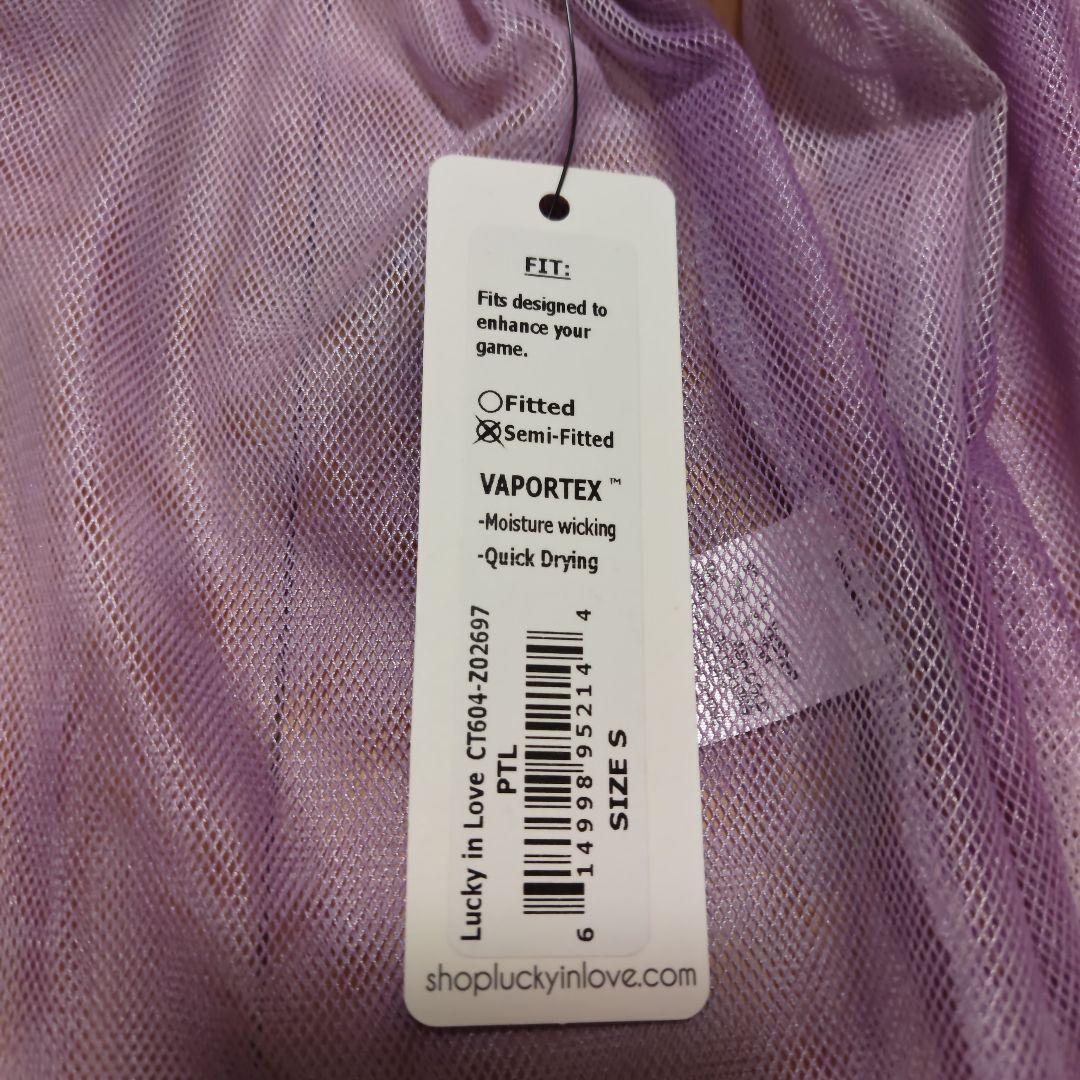 FIT:
Fits designed to
enhance your
game.
Fitted
Semi-Fitted
VAPORTEX ™
-Moisture wicking
-Quick Drying
Lucky in Love CT604-Z02697
PTL
6 14998 95214 4
SIZE S
shopluckyinlove.com